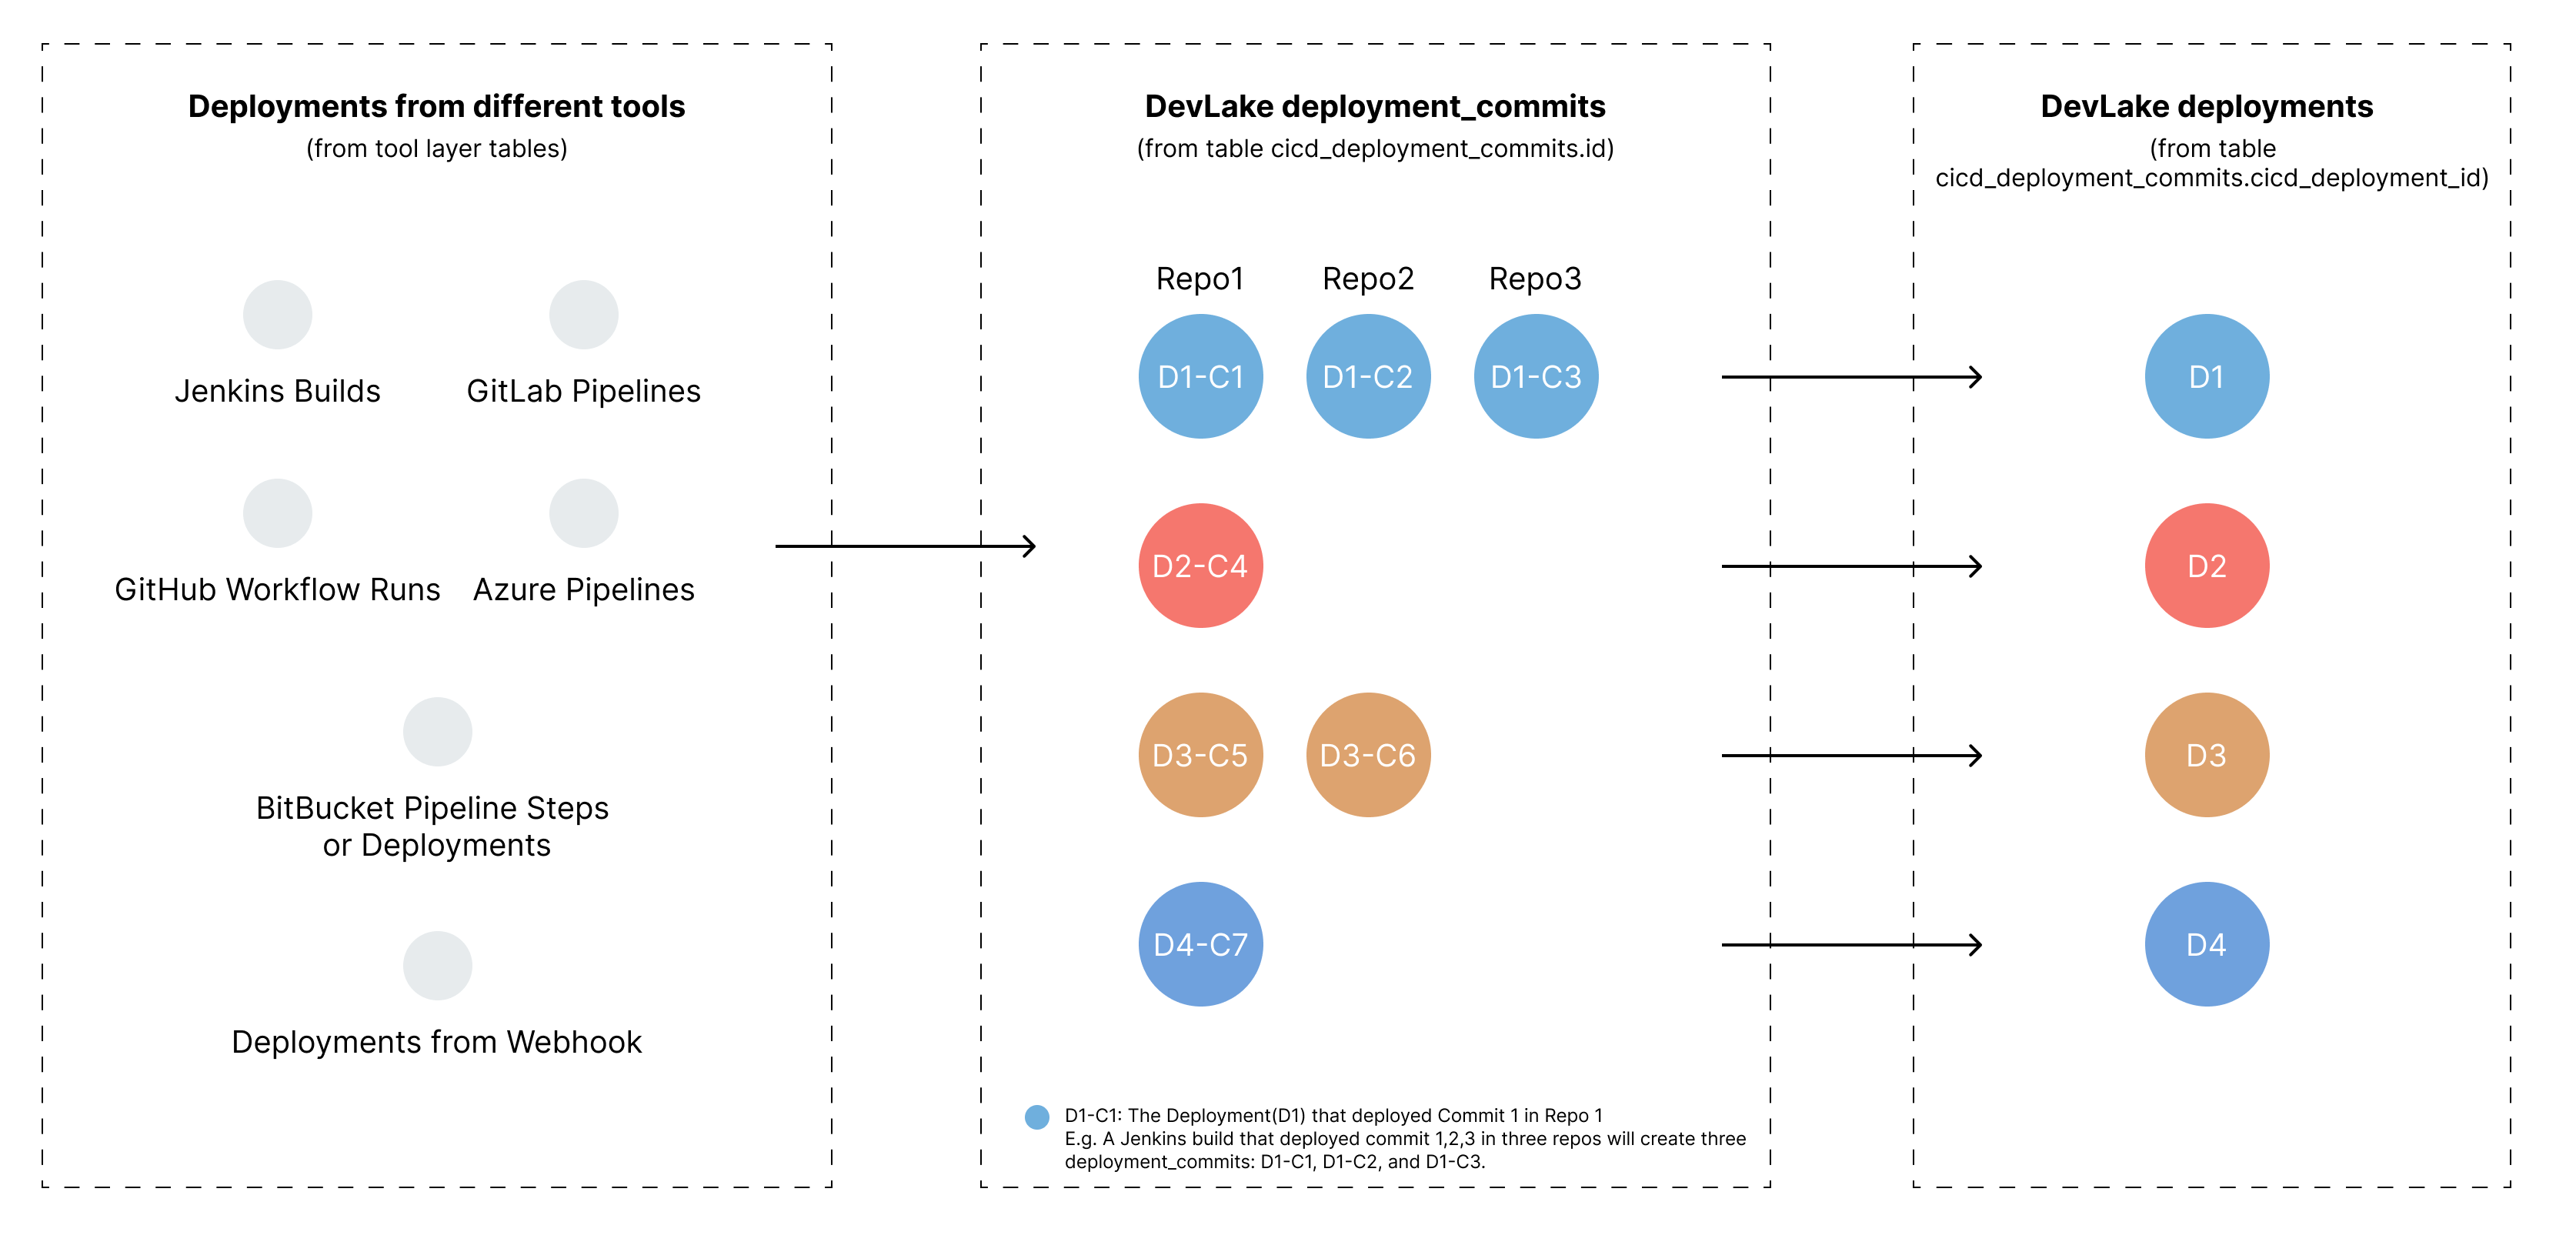 Deployments from different tools
(from tool layer tables)
Jenkins Builds
GitLab Pipelines
GitHub Workflow Runs
Azure Pipelines
BitBucket Pipeline Steps
or Deployments
Deployments from Webhook
DevLake deployment_commits
(from table cicd_deployment_commits.id)
Repo1
Repo2
Repo3
D1-C1
D1-C2
D1-C3
D2-C4
D3-C5
D3-C6
D4-C7
D1-C1: The Deployment(D1) that deployed Commit 1 in Repo 1
E.g. A Jenkins build that deployed commit 1,2,3 in three repos will create three
deployment_commits: D1-C1, D1-C2, and D1-C3.
DevLake deployments
(from table
cicd_deployment_commits.cicd_deployment_id)
D1
D2
D3
D4